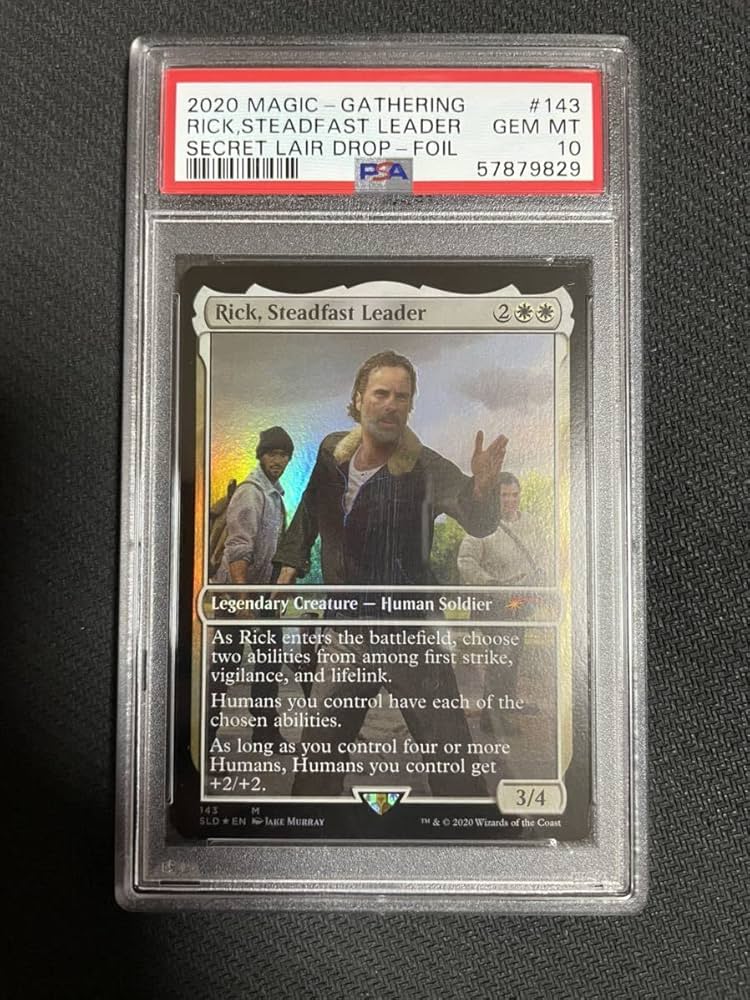 2020 MAGIC - GATHERING #143
RICK,STEADFAST LEADER GEM MT
SECRET LAIR DROP - FOIL 10
PSA 57879829
Rick, Steadfast Leader 2
Legendary Creature — Human Soldier
As Rick enters the battlefield, choose
two abilities from among first strike,
vigilance, and lifelink.
Humans you control have each of the
chosen abilities.
As long as you control four or more
Humans, Humans you control get
+2/+2.
3/4
143 M
SLD ★ EN JAKE MURRAY ™ & © 2020 Wizards of the Coast